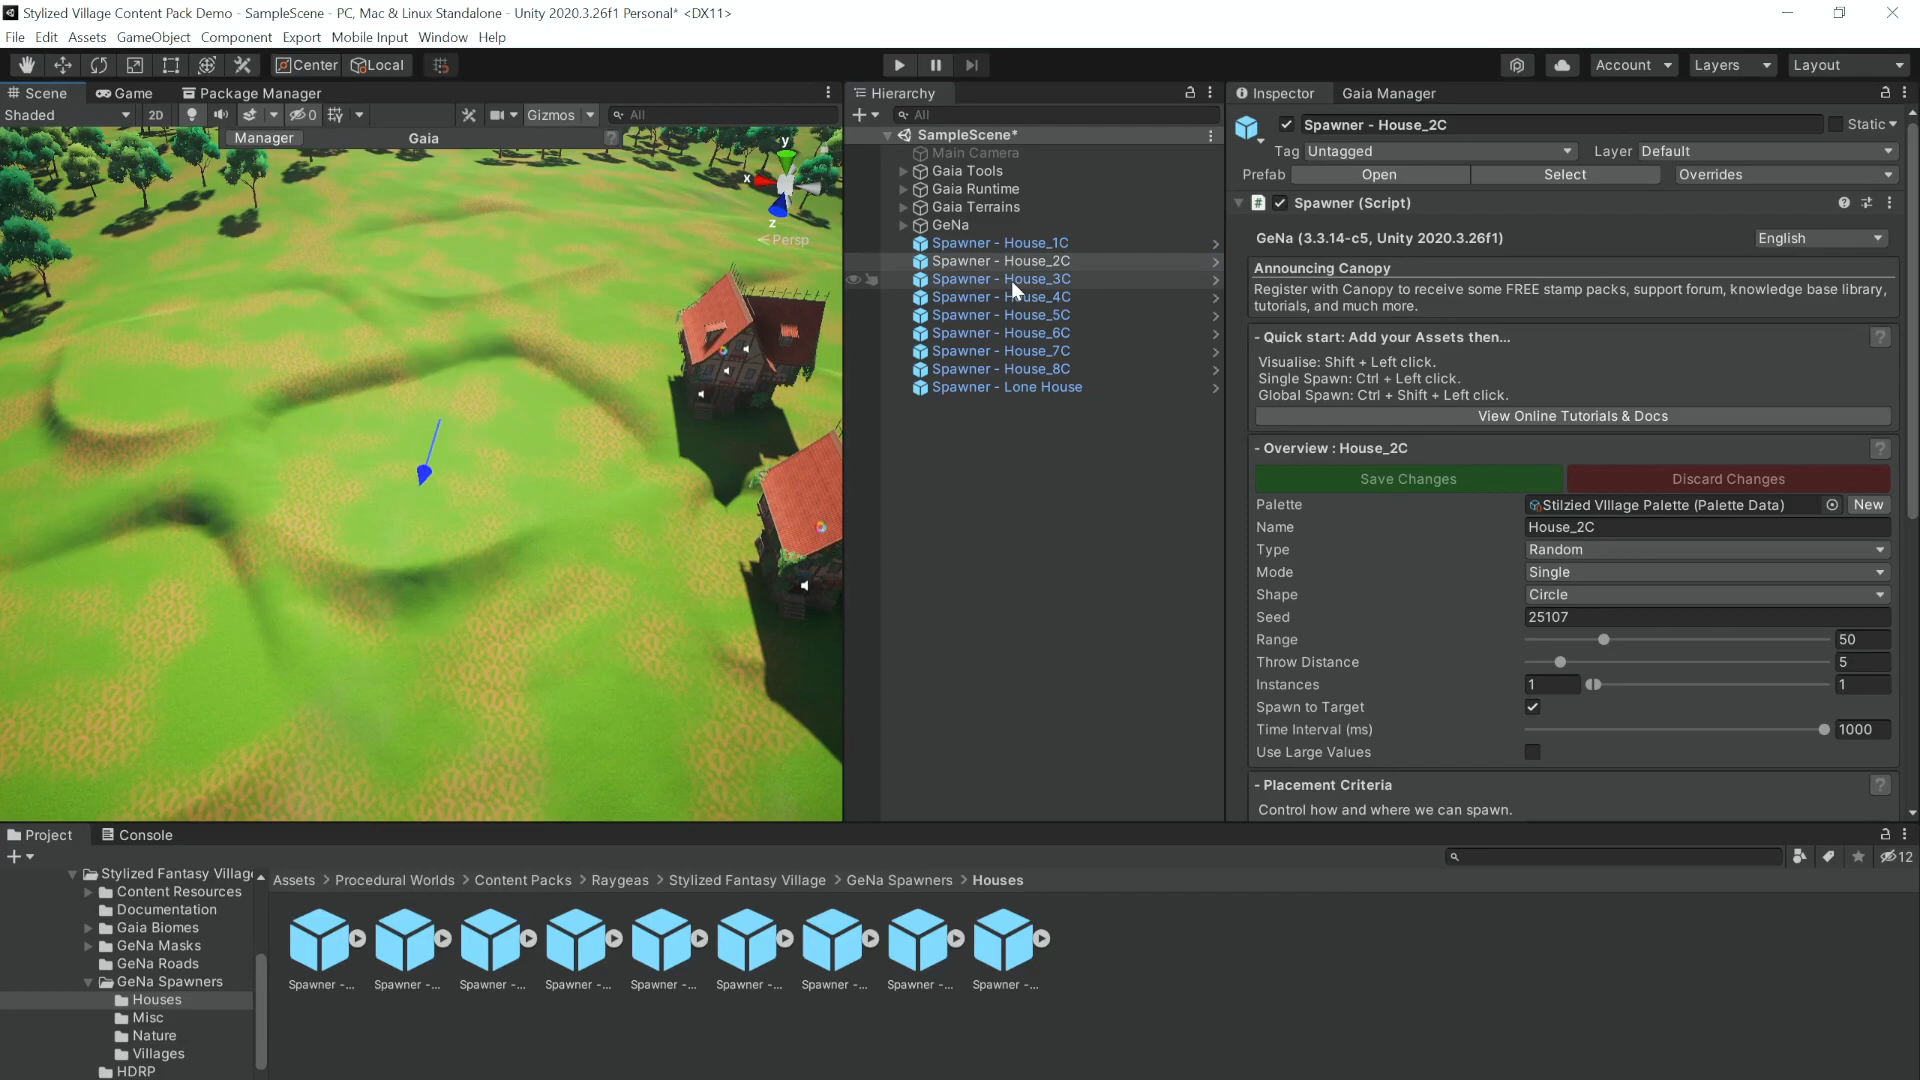 Stylized Village Content Pack Demo - SampleScene - PC, Mac & Linux Standalone - Unity 2020.3.26f1 Personal* <DX11>
File Edit Assets GameObject Component Export Mobile Input Window Help
Center Local Account Layers Layout
Scene Game Package Manager
Shaded 2D 0 Gizmos All
Manager Gaia ?
y
x
z
Persp
Hierarchy
All
SampleScene*
Main Camera
Gaia Tools
Gaia Runtime
Gaia Terrains
GeNa
Spawner - House_1C
Spawner - House_2C
Spawner - House_3C
Spawner - House_4C
Spawner - House_5C
Spawner - House_6C
Spawner - House_7C
Spawner - House_8C
Spawner - Lone House
Inspector Gaia Manager
Spawner - House_2C Static
Tag Untagged Layer Default
Prefab Open Select Overrides
# Spawner (Script)
GeNa (3.3.14-c5, Unity 2020.3.26f1) English
Announcing Canopy
Register with Canopy to receive some FREE stamp packs, support forum, knowledge base library,
tutorials, and much more.
- Quick start: Add your Assets then... ?
Visualise: Shift + Left click.
Single Spawn: Ctrl + Left click.
Global Spawn: Ctrl + Shift + Left click.
View Online Tutorials & Docs
- Overview : House_2C ?
Save Changes Discard Changes
Palette Stilzied VIllage Palette (Palette Data) New
Name House_2C
Type Random
Mode Single
Shape Circle
Seed 25107
Range 50
Throw Distance 5
Instances 1 1
Spawn to Target
Time Interval (ms) 1000
Use Large Values
- Placement Criteria ?
Control how and where we can spawn.
Project Console
12
Stylized Fantasy Village
Content Resources
Documentation
Gaia Biomes
GeNa Masks
GeNa Roads
GeNa Spawners
Houses
Misc
Nature
Villages
HDRP
Assets > Procedural Worlds > Content Packs > Raygeas > Stylized Fantasy Village > GeNa Spawners > Houses
Spawner -... Spawner -... Spawner -... Spawner -... Spawner -... Spawner -... Spawner -... Spawner -... Spawner -...